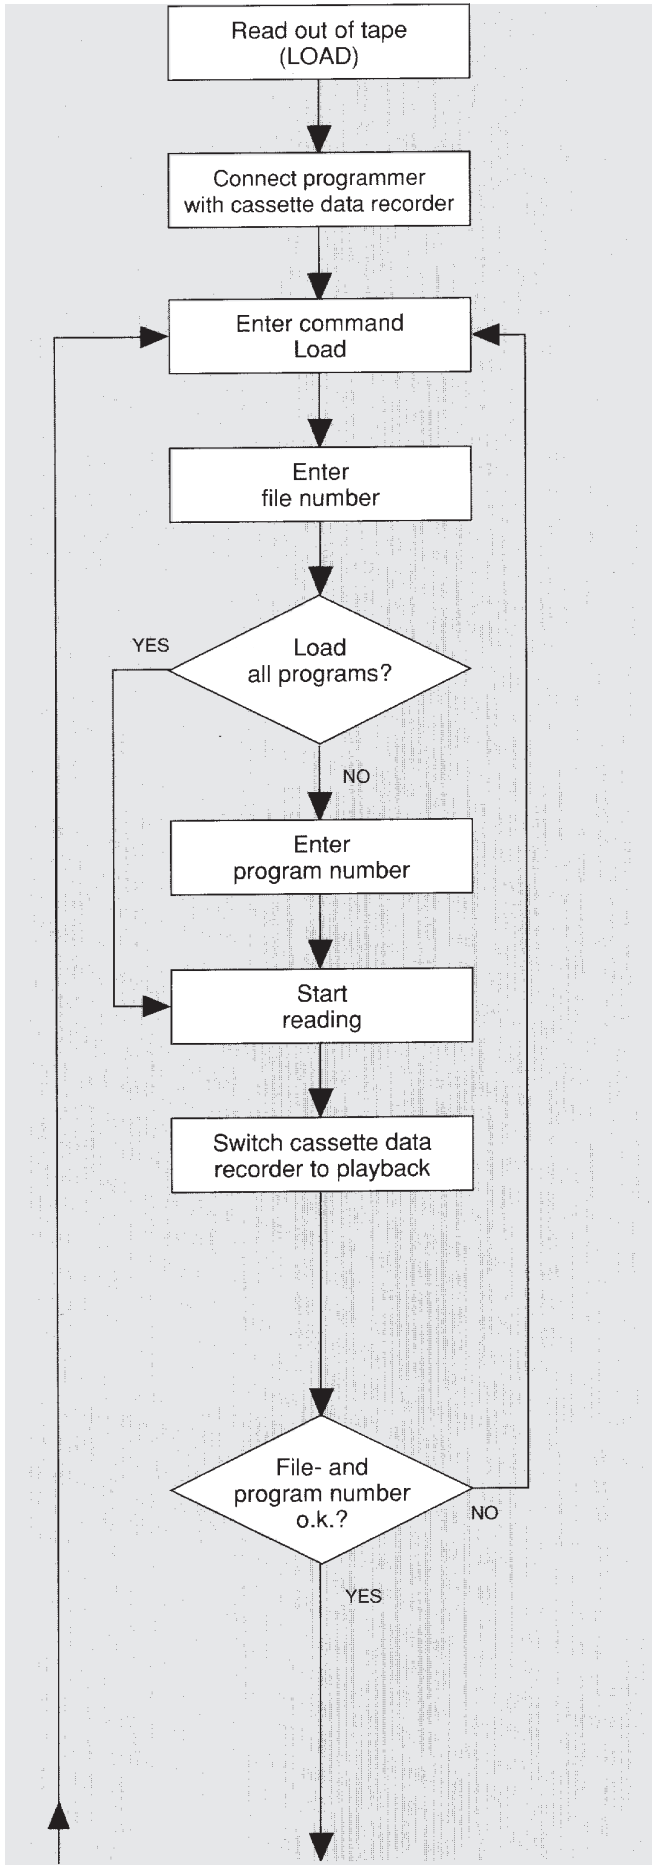 Read out of tape
(LOAD)
Connect programmer
with cassette data recorder
Enter command
Load
Enter
file number
YES
Load
all programs?
NO
Enter
program number
Start
reading
Switch cassette data
recorder to playback
File- and
program number
o.k.?
NO
YES